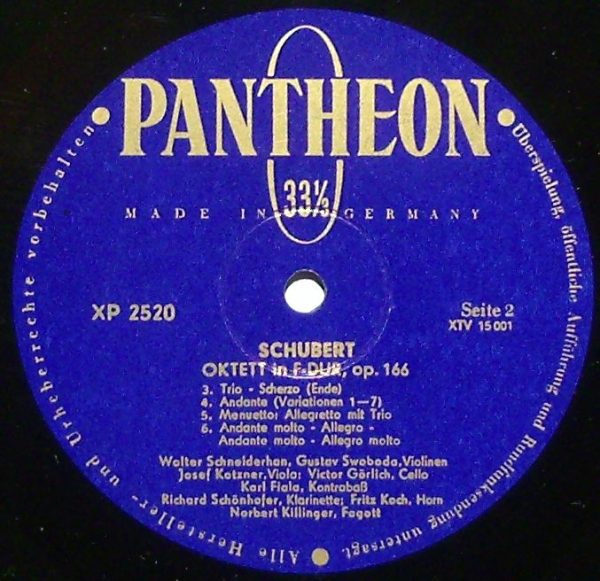 PANTHEON
33⅓
MADE IN GERMANY
XP 2520
Seite 2
XTV 15001
SCHUBERT
OKTETT in F-DUR, op. 166
3. Trio - Scherzo (Ende)
4. Andante (Variationen 1—7)
5. Menuetto: Allegretto mit Trio
6. Andante molto - Allegro -
Andante molto - Allegro molto
Walter Schneiderhan, Gustav Swoboda, Violinen
Josef Kotzner, Viola; Victor Görlich, Cello
Karl Fiala, Kontrabaß
Richard Schönhofer, Klarinette; Fritz Koch, Horn
Norbert Killinger, Fagott
Alle Hersteller- und Urheberrechte vorbehalten
Überspielung, öffentliche Aufführung und Rundfunksendung untersagt.